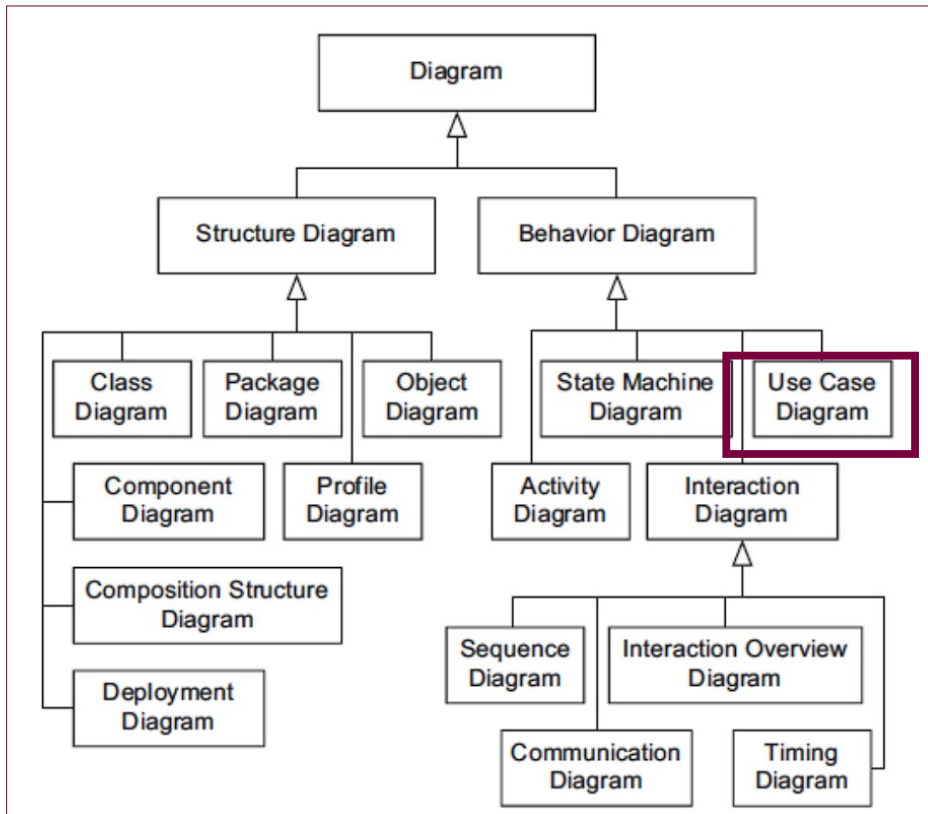 Diagram
Structure Diagram
Behavior Diagram
Class
Diagram
Package
Diagram
Object
Diagram
State Machine
Diagram
Use Case
Diagram
Component
Diagram
Profile
Diagram
Activity
Diagram
Interaction
Diagram
Composition Structure
Diagram
Sequence
Diagram
Interaction Overview
Diagram
Deployment
Diagram
Communication
Diagram
Timing
Diagram